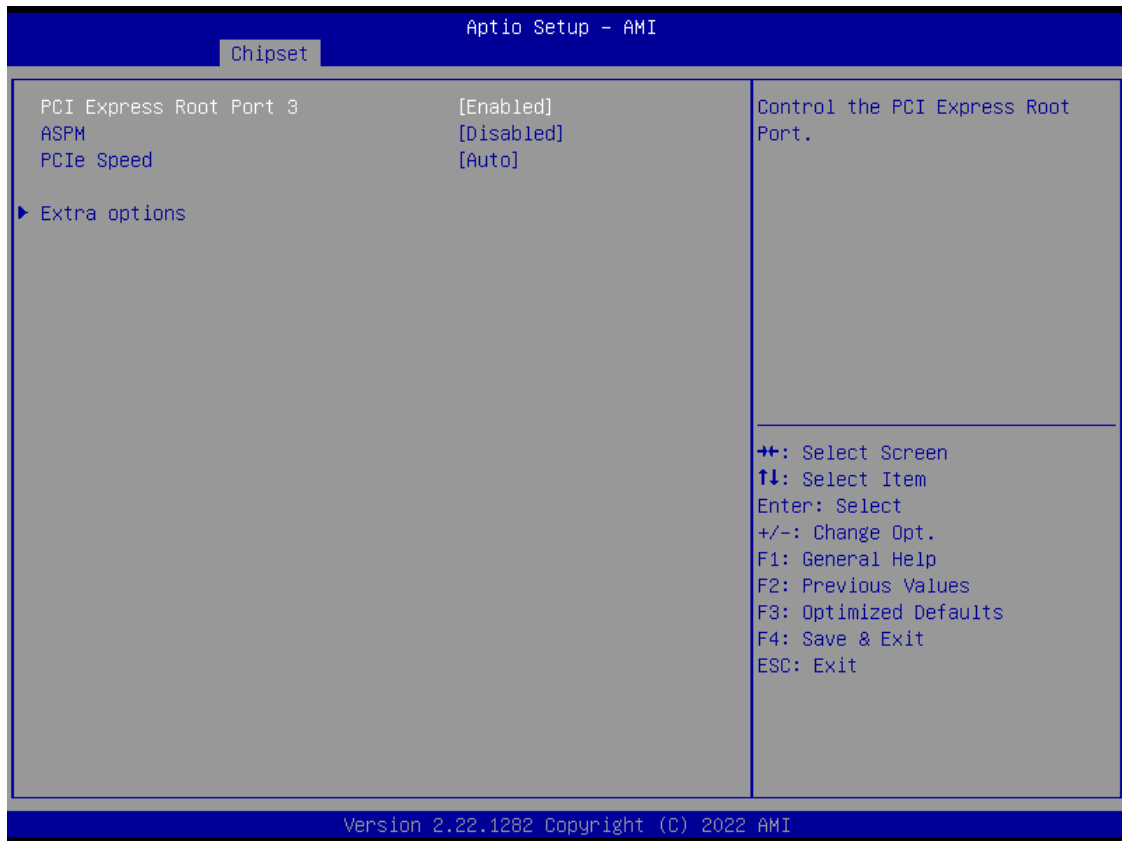 Aptio Setup – AMI
Chipset
PCI Express Root Port 3 [Enabled]
ASPM [Disabled]
PCIe Speed [Auto]
▶ Extra options
Control the PCI Express Root
Port.
→←: Select Screen
↑↓: Select Item
Enter: Select
+/-: Change Opt.
F1: General Help
F2: Previous Values
F3: Optimized Defaults
F4: Save & Exit
ESC: Exit
Version 2.22.1282 Copyright (C) 2022 AMI